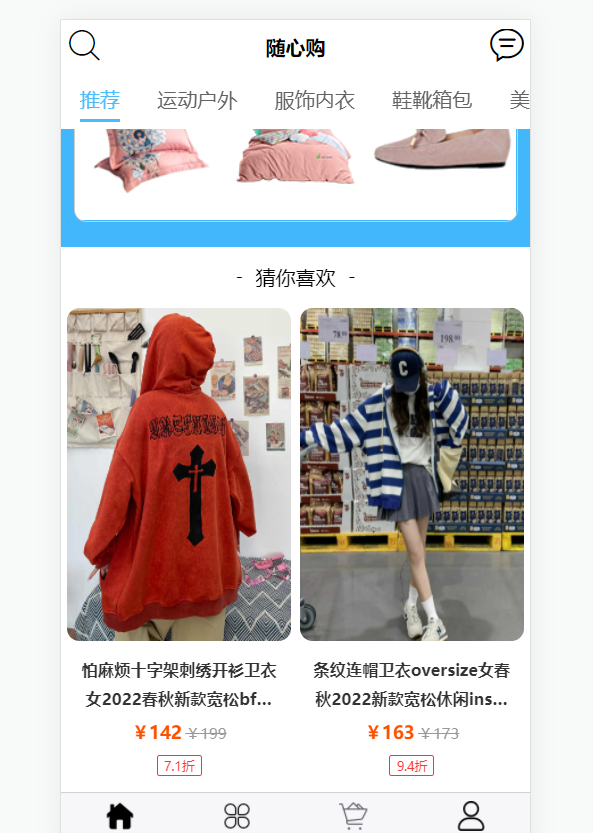 随心购
推荐 运动户外 服饰内衣 鞋靴箱包 美
- 猜你喜欢 -
78
198
C
怕麻烦十字架刺绣开衫卫衣
女2022春秋新款宽松bf...
¥142 ¥199
7.1折
条纹连帽卫衣oversize女春
秋2022新款宽松休闲ins...
¥163 ¥173
9.4折